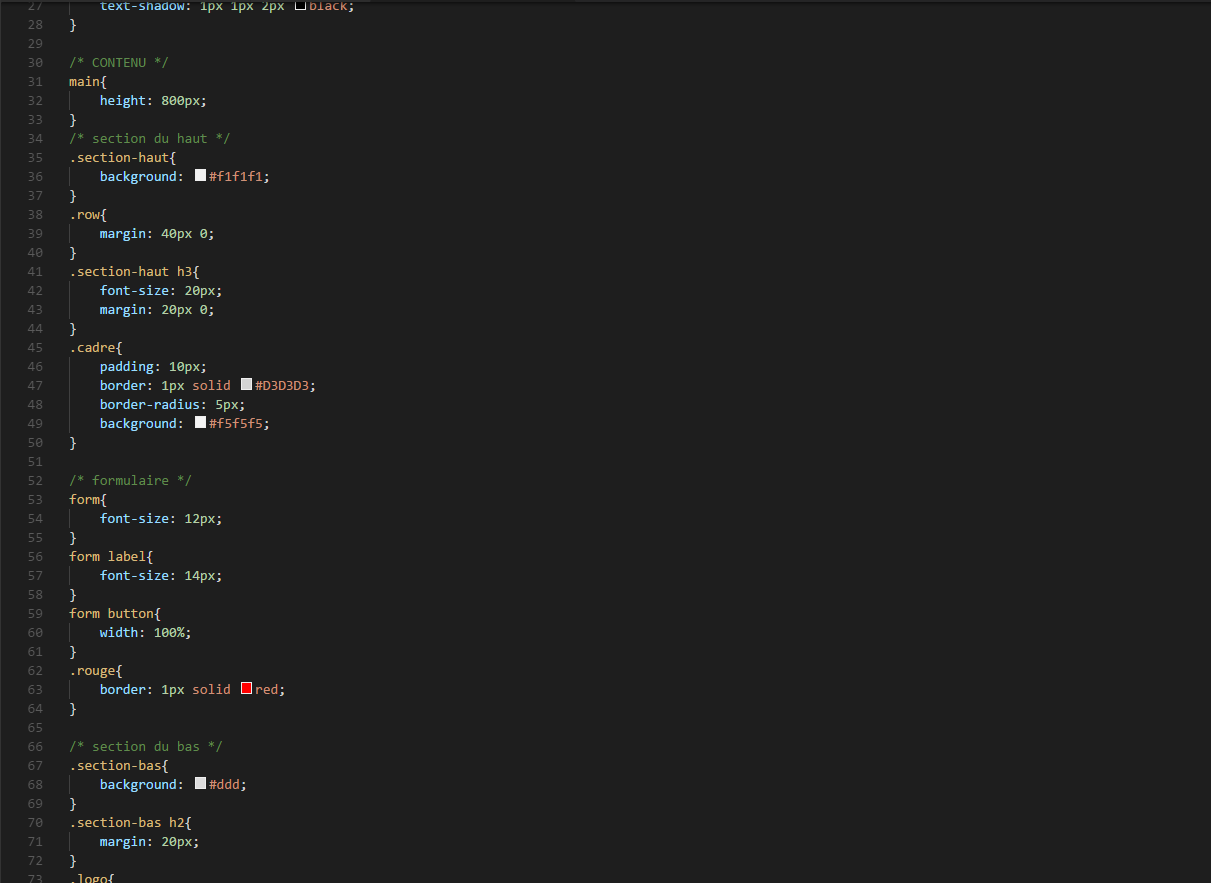 27 text-shadow: 1px 1px 2px black;
28 }
29
30 /* CONTENU */
31 main{
32 height: 800px;
33 }
34 /* section du haut */
35 .section-haut{
36 background: #f1f1f1;
37 }
38 .row{
39 margin: 40px 0;
40 }
41 .section-haut h3{
42 font-size: 20px;
43 margin: 20px 0;
44 }
45 .cadre{
46 padding: 10px;
47 border: 1px solid #D3D3D3;
48 border-radius: 5px;
49 background: #f5f5f5;
50 }
51
52 /* formulaire */
53 form{
54 font-size: 12px;
55 }
56 form label{
57 font-size: 14px;
58 }
59 form button{
60 width: 100%;
61 }
62 .rouge{
63 border: 1px solid red;
64 }
65
66 /* section du bas */
67 .section-bas{
68 background: #ddd;
69 }
70 .section-bas h2{
71 margin: 20px;
72 }
73 .logo{